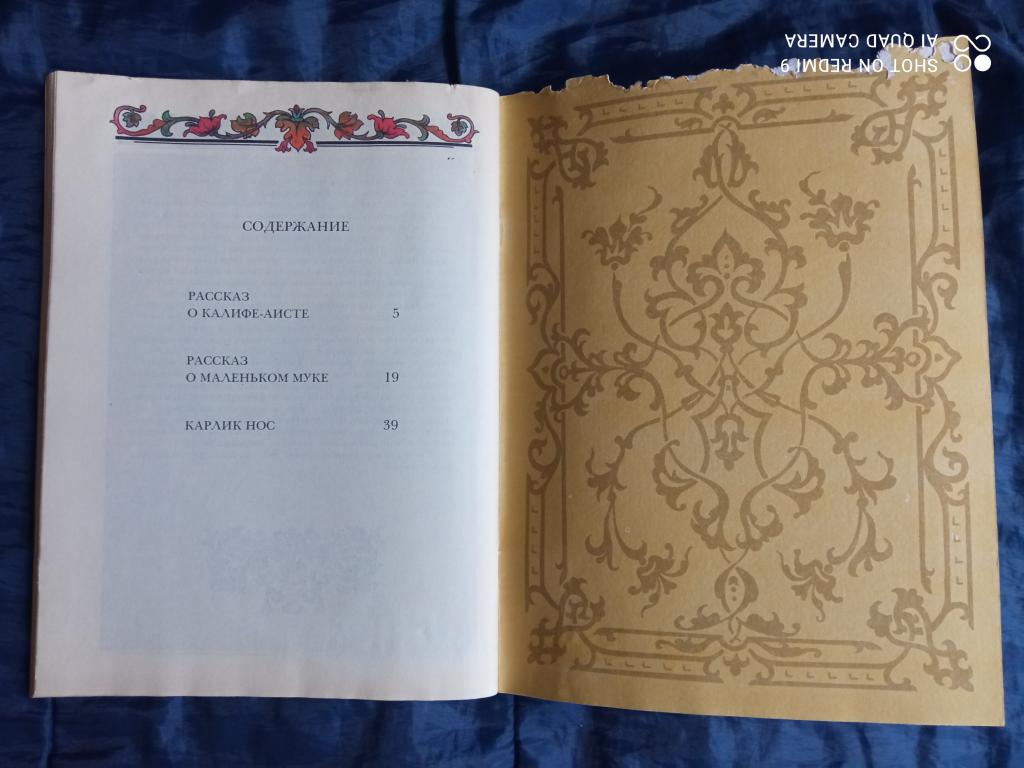 СОДЕРЖАНИЕ
РАССКАЗ
О КАЛИФЕ-АИСТЕ 5
РАССКАЗ
О МАЛЕНЬКОМ МУКЕ 19
КАРЛИК НОС 39
SHOT ON REDMI 9
AI QUAD CAMERA